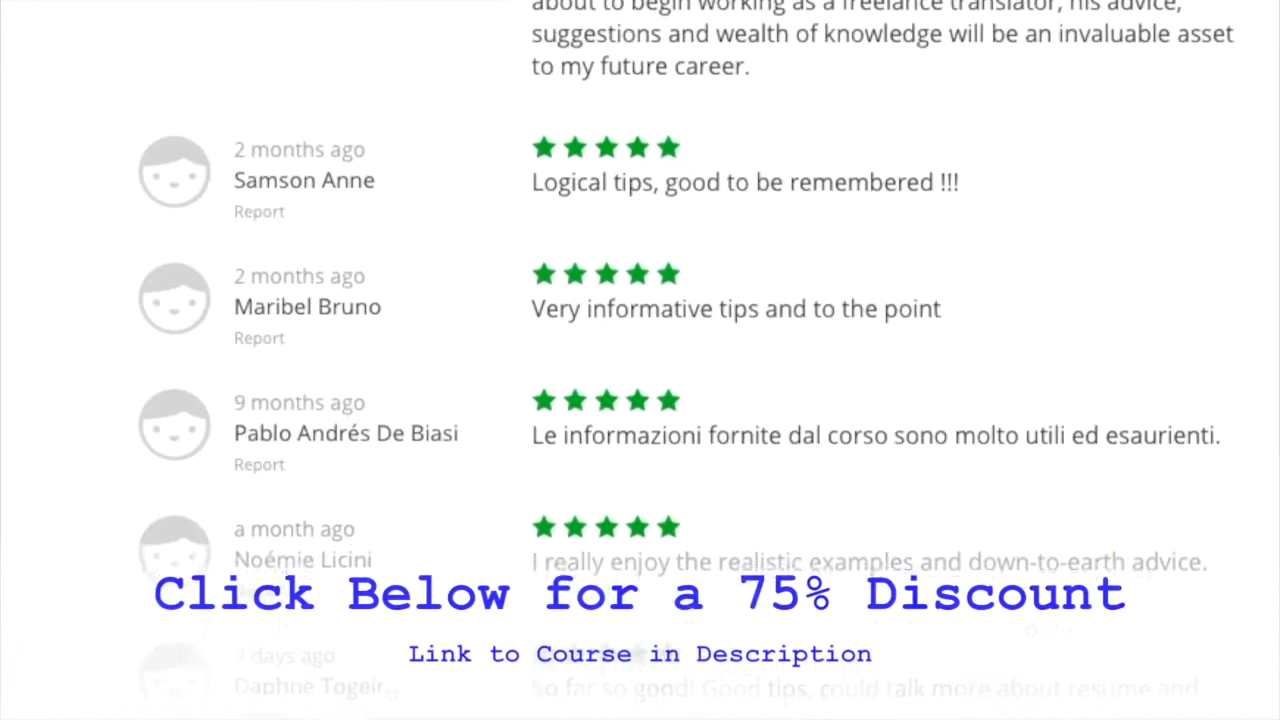 about to begin working as a freelance translator, his advice,
suggestions and wealth of knowledge will be an invaluable asset
to my future career.
2 months ago
Samson Anne
Report
Logical tips, good to be remembered !!!
2 months ago
Maribel Bruno
Report
Very informative tips and to the point
9 months ago
Pablo Andrés De Biasi
Report
Le informazioni fornite dal corso sono molto utili ed esaurienti.
a month ago
Noémie Licini
I really enjoy the realistic examples and down-to-earth advice.
Click Below for a 75% Discount
Link to Course in Description
days ago
Daphne
so far so good! Good tips, could talk more about resume and